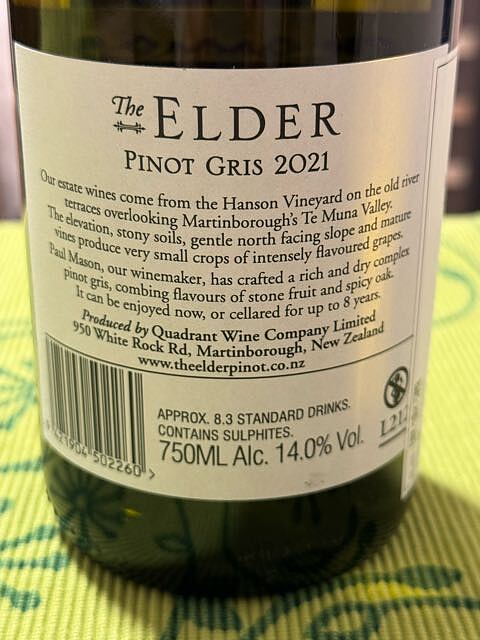 The ELDER
PINOT GRIS 2021
Our estate wines come from the Hanson Vineyard on the old river
terraces overlooking Martinborough's Te Muna Valley.
The elevation, stony soils, gentle north facing slope and mature
vines produce very small crops of intensely flavoured grapes.
Paul Mason, our winemaker, has crafted a rich and dry complex
pinot gris, combing flavours of stone fruit and spicy oak.
It can be enjoyed now, or cellared for up to 8 years.
Produced by Quadrant Wine Company Limited
950 White Rock Rd, Martinborough, New Zealand
www.theelderpinot.co.nz
APPROX. 8.3 STANDARD DRINKS.
CONTAINS SULPHITES.
750ML Alc. 14.0% Vol.
421904 502260 >